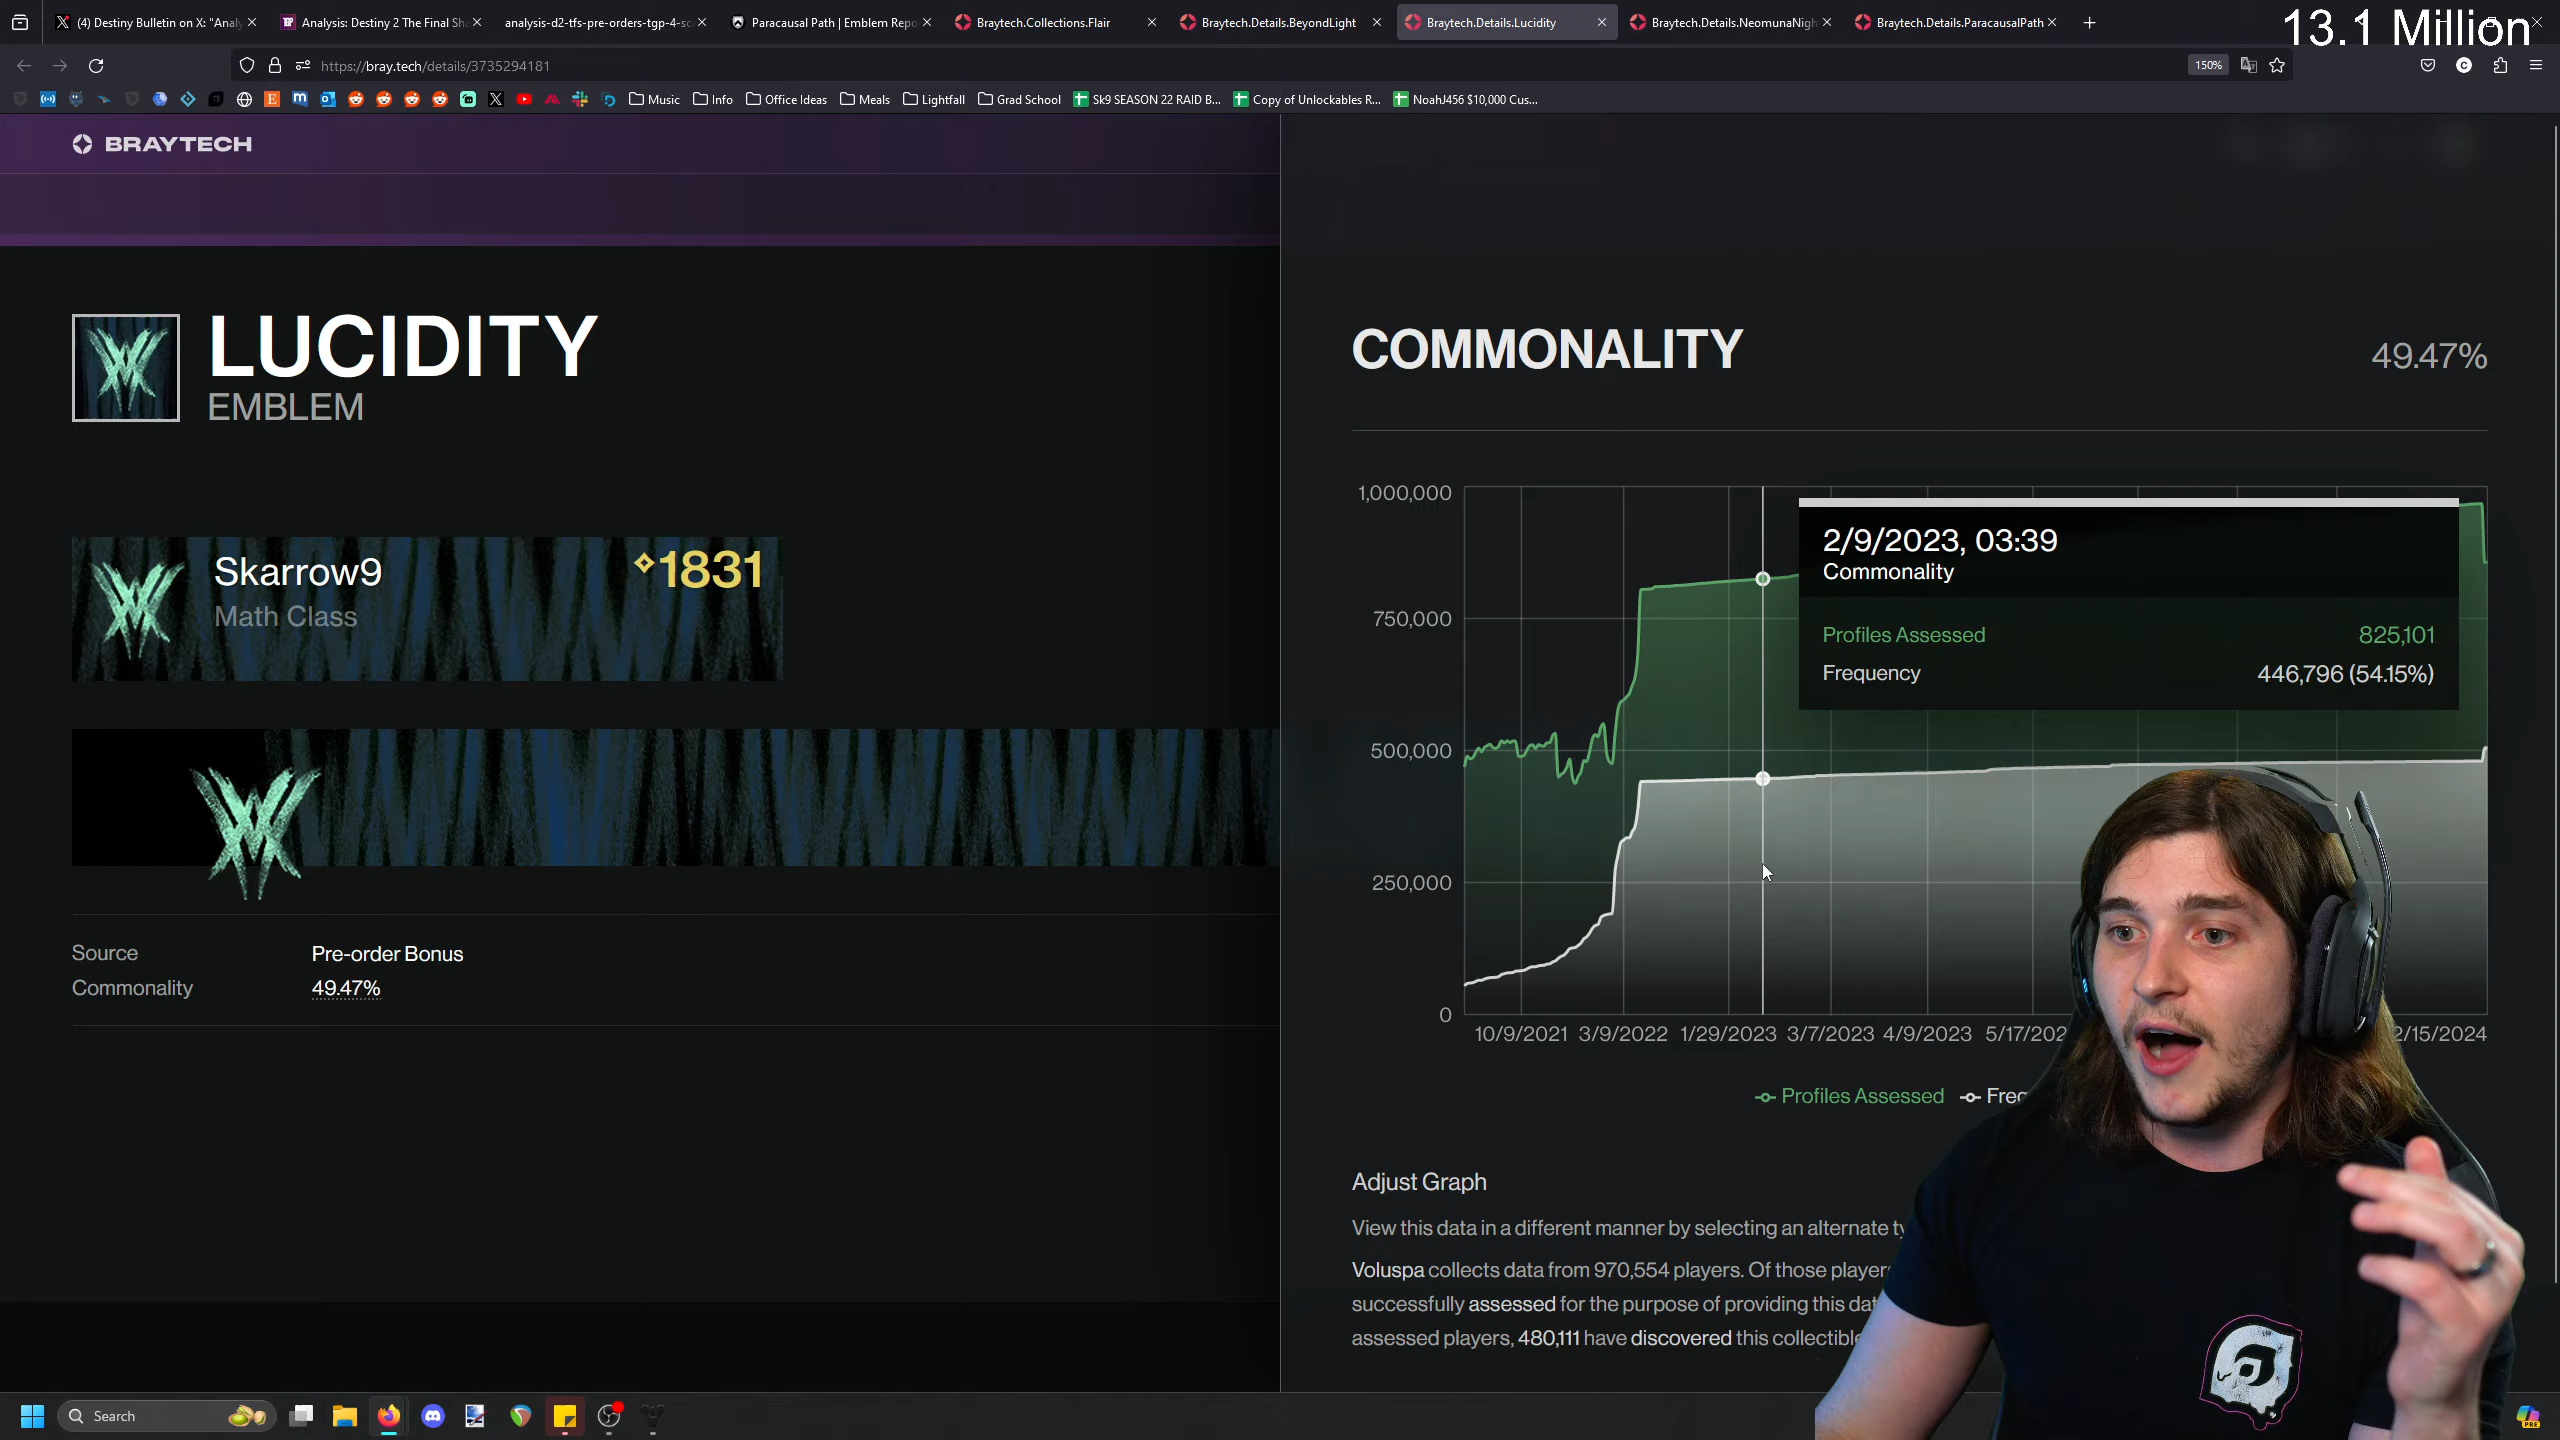 (4) Destiny Bulletin on X: "Analy
Analysis: Destiny 2 The Final Sha
analysis-d2-tfs-pre-orders-tgp-4-sca
Paracausal Path | Emblem Repo
Braytech.Collections.Flair
Braytech.Details.BeyondLight
Braytech.Details.Lucidity
Braytech.Details.NeomunaNigh
Braytech.Details.ParacausalPath
13.1 Million
https://bray.tech/details/3735294181
150%
Music
Info
Office Ideas
Meals
Lightfall
Grad School
Sk9 SEASON 22 RAID B...
Copy of Unlockables R...
NoahJ456 $10,000 Cus...
BRAYTECH
LUCIDITY
EMBLEM
Skarrow9
1831
Math Class
Source Pre-order Bonus
Commonality 49.47%
COMMONALITY 49.47%
1,000,000
750,000
500,000
250,000
0
2/9/2023, 03:39
Commonality
Profiles Assessed 825,101
Frequency 446,796 (54.15%)
10/9/2021 3/9/2022 1/29/2023 3/7/2023 4/9/2023 5/17/202 2/15/2024
Profiles Assessed Freq
Adjust Graph
View this data in a different manner by selecting an alternate ty
Voluspa collects data from 970,554 players. Of those players
successfully assessed for the purpose of providing this dat
assessed players, 480,111 have discovered this collectible
Search
PRE